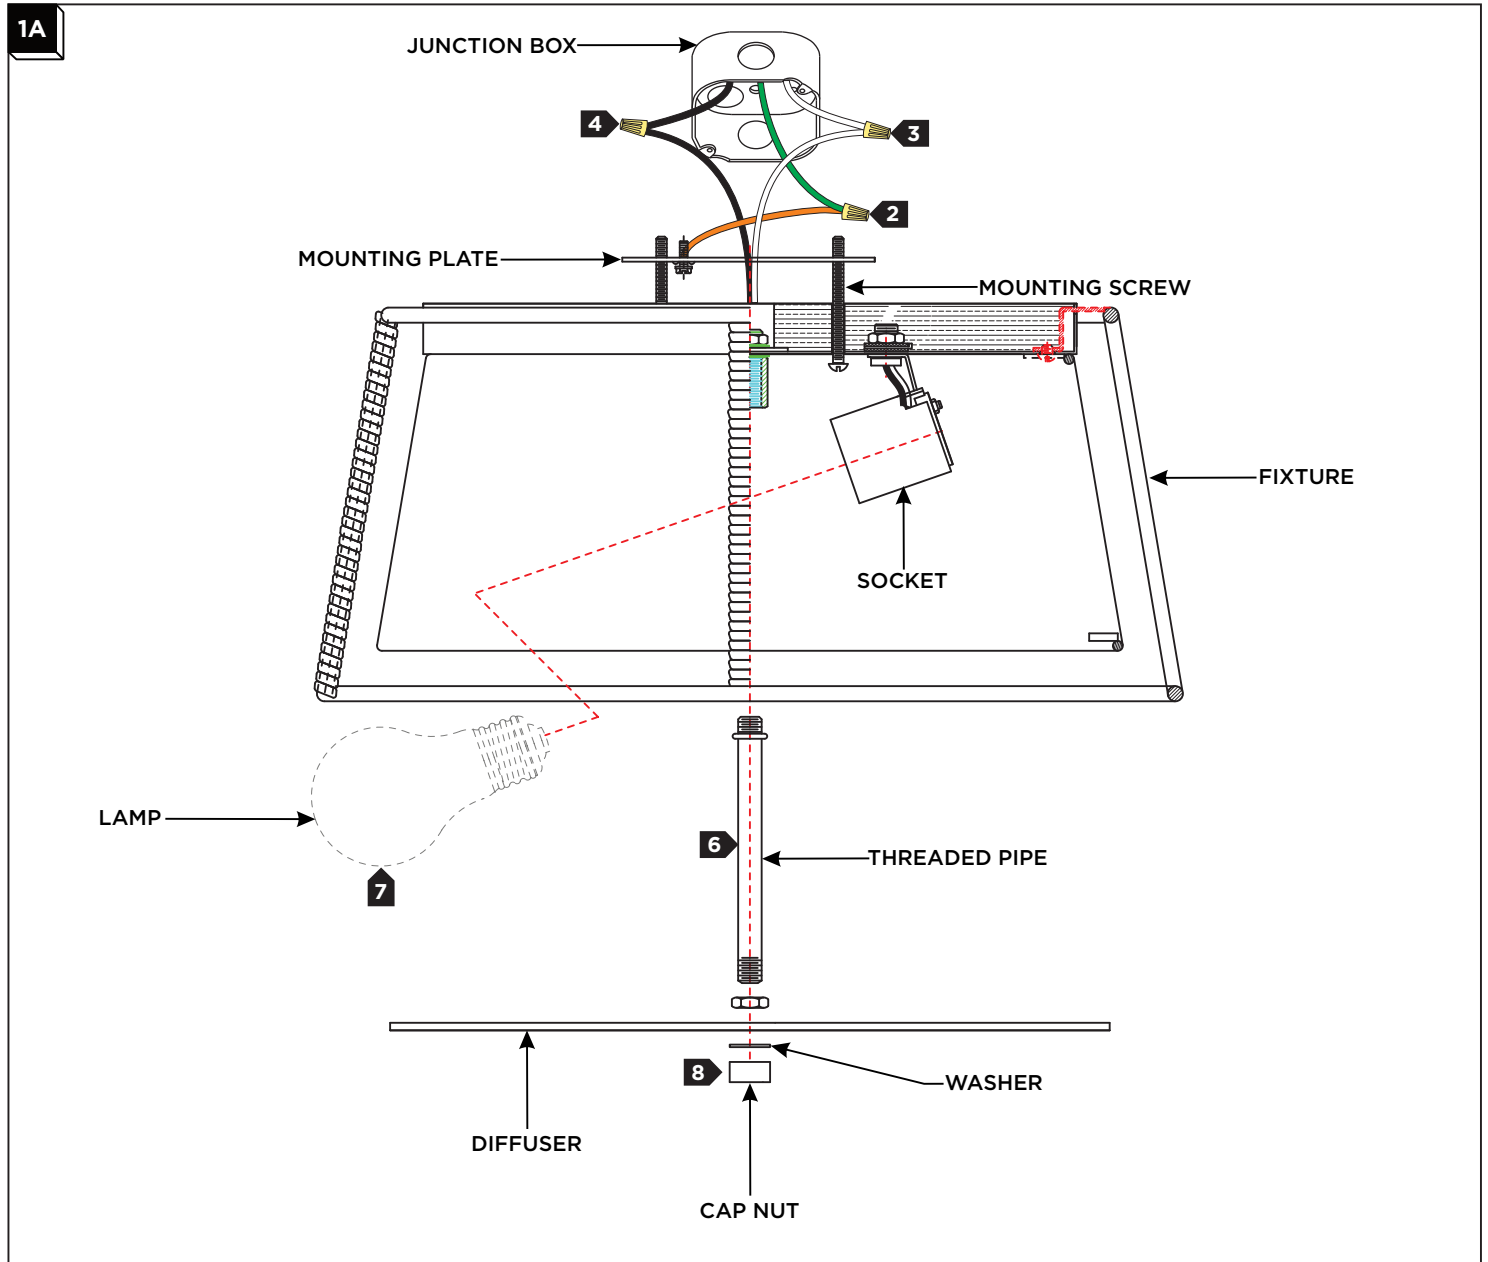 1A
JUNCTION BOX
4
3
2
MOUNTING PLATE
MOUNTING SCREW
FIXTURE
SOCKET
LAMP
6
THREADED PIPE
7
8
WASHER
DIFFUSER
CAP NUT